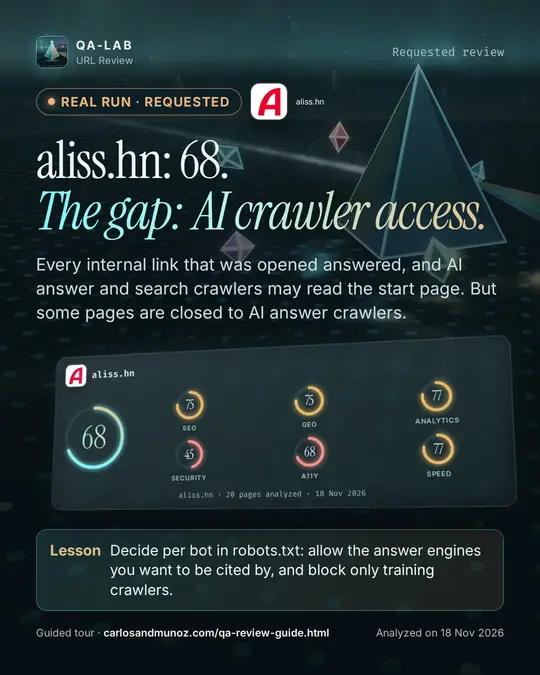 QA-LAB
URL Review
Requested review
REAL RUN · REQUESTED
A
aliss.hn
aliss.hn: 68.
The gap: AI crawler access.
Every internal link that was opened answered, and AI
answer and search crawlers may read the start page. But
some pages are closed to AI answer crawlers.
A
aliss.hn
68
75
SEO
75
GEO
77
ANALYTICS
45
SECURITY
68
A11Y
77
SPEED
aliss.hn · 20 pages analyzed · 18 Nov 2026
Lesson
Decide per bot in robots.txt: allow the answer engines
you want to be cited by, and block only training
crawlers.
Guided tour · carlosandmunoz.com/qa-review-guide.html
Analyzed on 18 Nov 2026